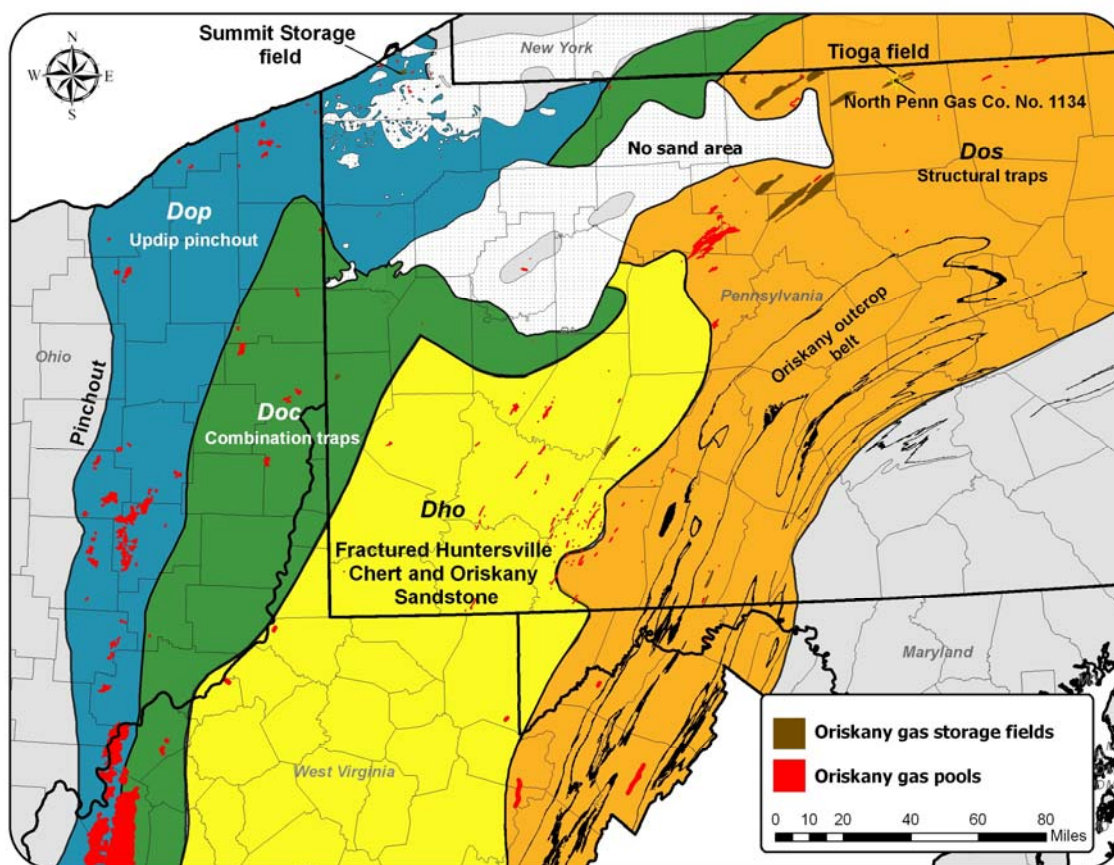 N
W E
S
Summit Storage
field
New York
Tioga field
North Penn Gas Co. No. 1134
No sand area
Dos
Structural traps
Dop
Updip pinchout
Pennsylvania
Ohio
Pinchout
Oriskany outcrop
belt
Doc
Combination traps
Dho
Fractured Huntersville
Chert and Oriskany
Sandstone
Maryland
West Virginia
Oriskany gas storage fields
Oriskany gas pools
0 10 20 40 60 80
Miles